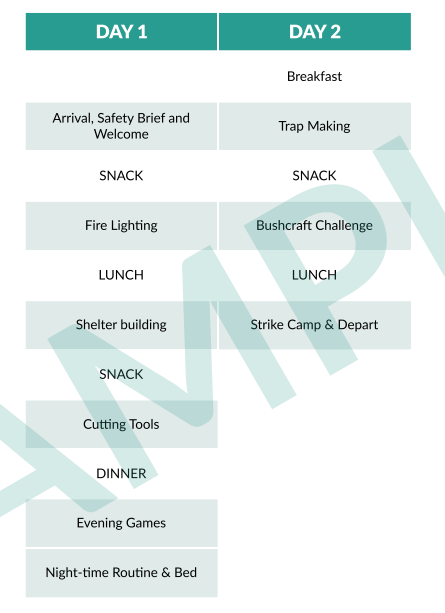 DAY 1
DAY 2
Breakfast
Arrival, Safety Brief and
Welcome
Trap Making
SNACK
SNACK
Fire Lighting
Bushcraft Challenge
LUNCH
LUNCH
Shelter building
Strike Camp & Depart
SNACK
Cutting Tools
DINNER
Evening Games
Night-time Routine & Bed
AMPL